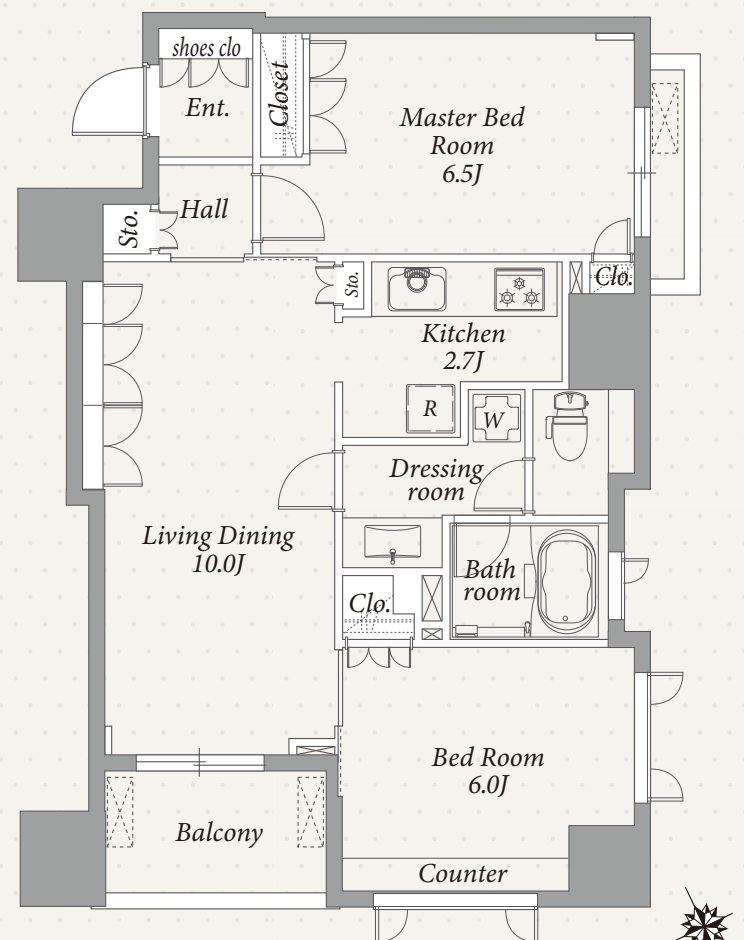 shoes clo
Ent.
Closet
Master Bed
Room
6.5J
Hall
Sto.
Sto.
Clo.
Kitchen
2.7J
R
W
Dressing
room
Living Dining
10.0J
Bath
room
Clo.
Bed Room
6.0J
Balcony
Counter